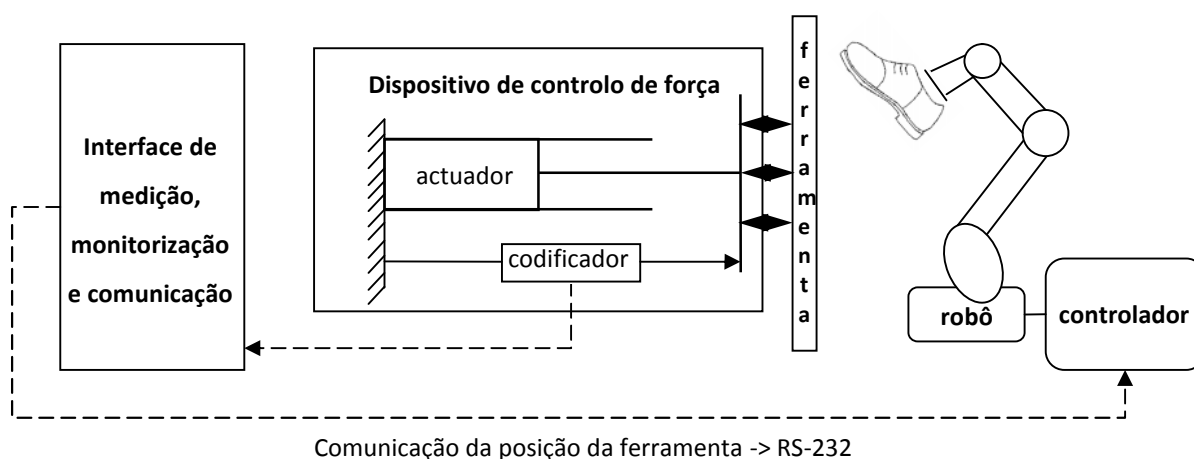 Interface de
medição,
monitorização
e comunicação
Dispositivo de controlo de força
actuador
codificador
ferramenta
robô
controlador
Comunicação da posição da ferramenta -> RS-232